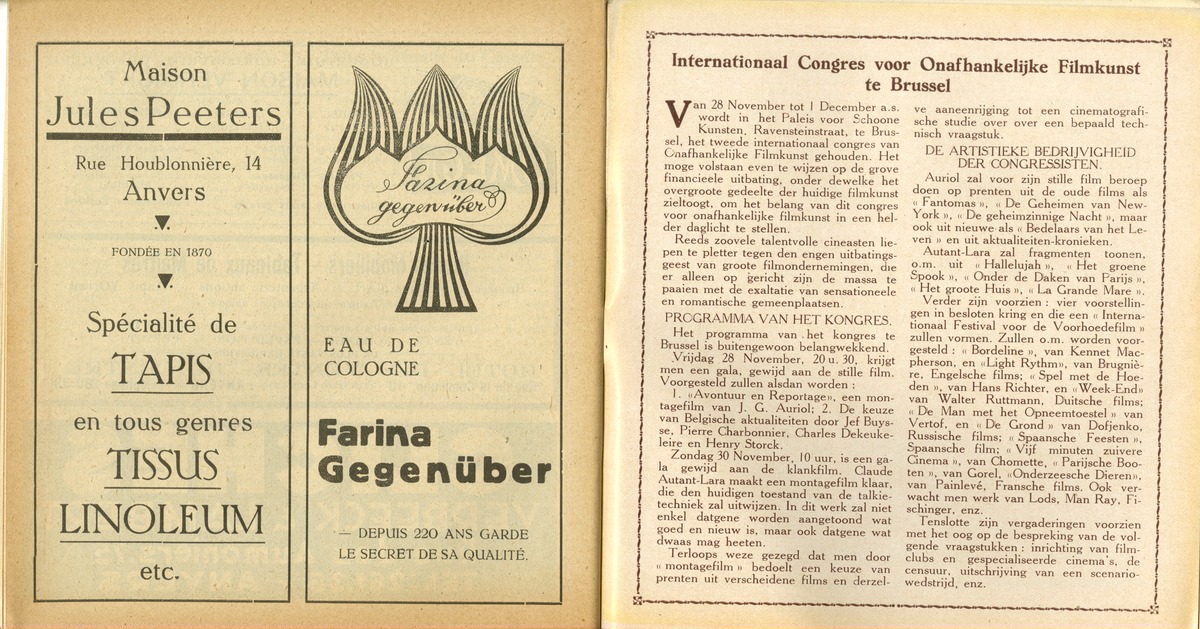 Maison
Jules Peeters
Rue Houblonnière, 14
Anvers
FONDÉE EN 1870
Spécialité de
TAPIS
en tous genres
TISSUS
LINOLEUM
etc.
Farina
gegenüber
EAU DE
COLOGNE
Farina
Gegenüber
— DEPUIS 220 ANS GARDE
LE SECRET DE SA QUALITÉ.
Internationaal Congres voor Onafhankelijke Filmkunst
te Brussel
Van 28 November tot 1 December a.s.
wordt in het Paleis voor Schoone
Kunsten, Ravensteinstraat, te Brus-
sel, het tweede internationaal congres van
Onafhankelijke Filmkunst gehouden. Het
moge volstaan even te wijzen op de grove
financieele uitbating, onder dewelke het
overgroote gedeelte der huidige filmkunst
zieltoogt, om het belang van dit congres
voor onafhankelijke filmkunst in een hel-
der daglicht te stellen.
Reeds zoovele talentvolle cineasten lie-
pen te pletter tegen den engen uitbatings-
geest van groote filmondernemingen, die
er alleen op gericht zijn de massa te
paaien met de exaltatie van sensationeele
en romantische gemeenplaatsen.
PROGRAMMA VAN HET KONGRES.
Het programma van het kongres te
Brussel is buitengewoon belangwekkend.
Vrijdag 28 November, 20 u. 30, krijgt
men een gala, gewijd aan de stille film.
Voorgesteld zullen alsdan worden :
1. «Avontuur en Reportage», een mon-
tagefilm van J. G. Auriol; 2. De keuze
van Belgische aktualiteiten door Jef Buys-
se, Pierre Charbonnier, Charles Dekeuke-
leire en Henry Storck.
Zondag 30 November, 10 uur, is een ga-
la gewijd aan de klankfilm. Claude
Autant-Lara maakt een montagefilm klaar,
die den huidigen toestand van de talkie-
techniek zal uitwijzen. In dit werk zal niet
enkel datgene worden aangetoond wat
goed en nieuw is, maar ook datgene wat
dwaas mag heeten.
Terloops weze gezegd dat men door
« montagefilm » bedoelt een keuze van
prenten uit verscheidene films en derzel-
ve aaneenrijging tot een cinematografi-
sche studie over over een bepaald tech-
nisch vraagstuk.
DE ARTISTIEKE BEDRIJVIGHEID
DER CONGRESSISTEN.
Auriol zal voor zijn stille film beroep
doen op prenten uit de oude films als
« Fantomas », « De Geheimen van New-
York », « De geheimzinnige Nacht », maar
ook uit nieuwe als « Bedelaars van het Le-
ven » en uit aktualiteiten-kronieken.
Autant-Lara zal fragmenten toonen,
o.m. uit « Hallelujah », « Het groene
Spook », « Onder de Daken van Parijs »,
« Het groote Huis », « La Grande Mare ».
Verder zijn voorzien : vier voorstellin-
gen in besloten kring en die een « Interna-
tionaal Festival voor de Voorhoedefilm »
zullen vormen. Zullen o.m. worden voor-
gesteld : « Bordeline », van Kennet Mac-
pherson, en «Light Rythm», van Brugniè-
re, Engelsche films; « Spel met de Hoe-
den », van Hans Richter, en «Week-End»
van Walter Ruttmann, Duitsche films;
« De Man met het Opneemtoestel » van
Vertof, en « De Grond » van Dofjenko,
Russische films; « Spaansche Feesten »,
Spaansche film; « Vijf minuten zuivere
Cinema », van Chomette, « Parijsche Boo-
ten », van Gorel, «Onderzeesche Dieren»,
van Painlevé, Fransche films. Ook ver-
wacht men werk van Lods, Man Ray, Fi-
schinger, enz.
Tenslotte zijn vergaderingen voorzien
met het oog op de bespreking van de vol-
gende vraagstukken : inrichting van film-
clubs en gespecialiseerde cinema's, de
censuur, uitschrijving van een scenario-
wedstrijd, enz.